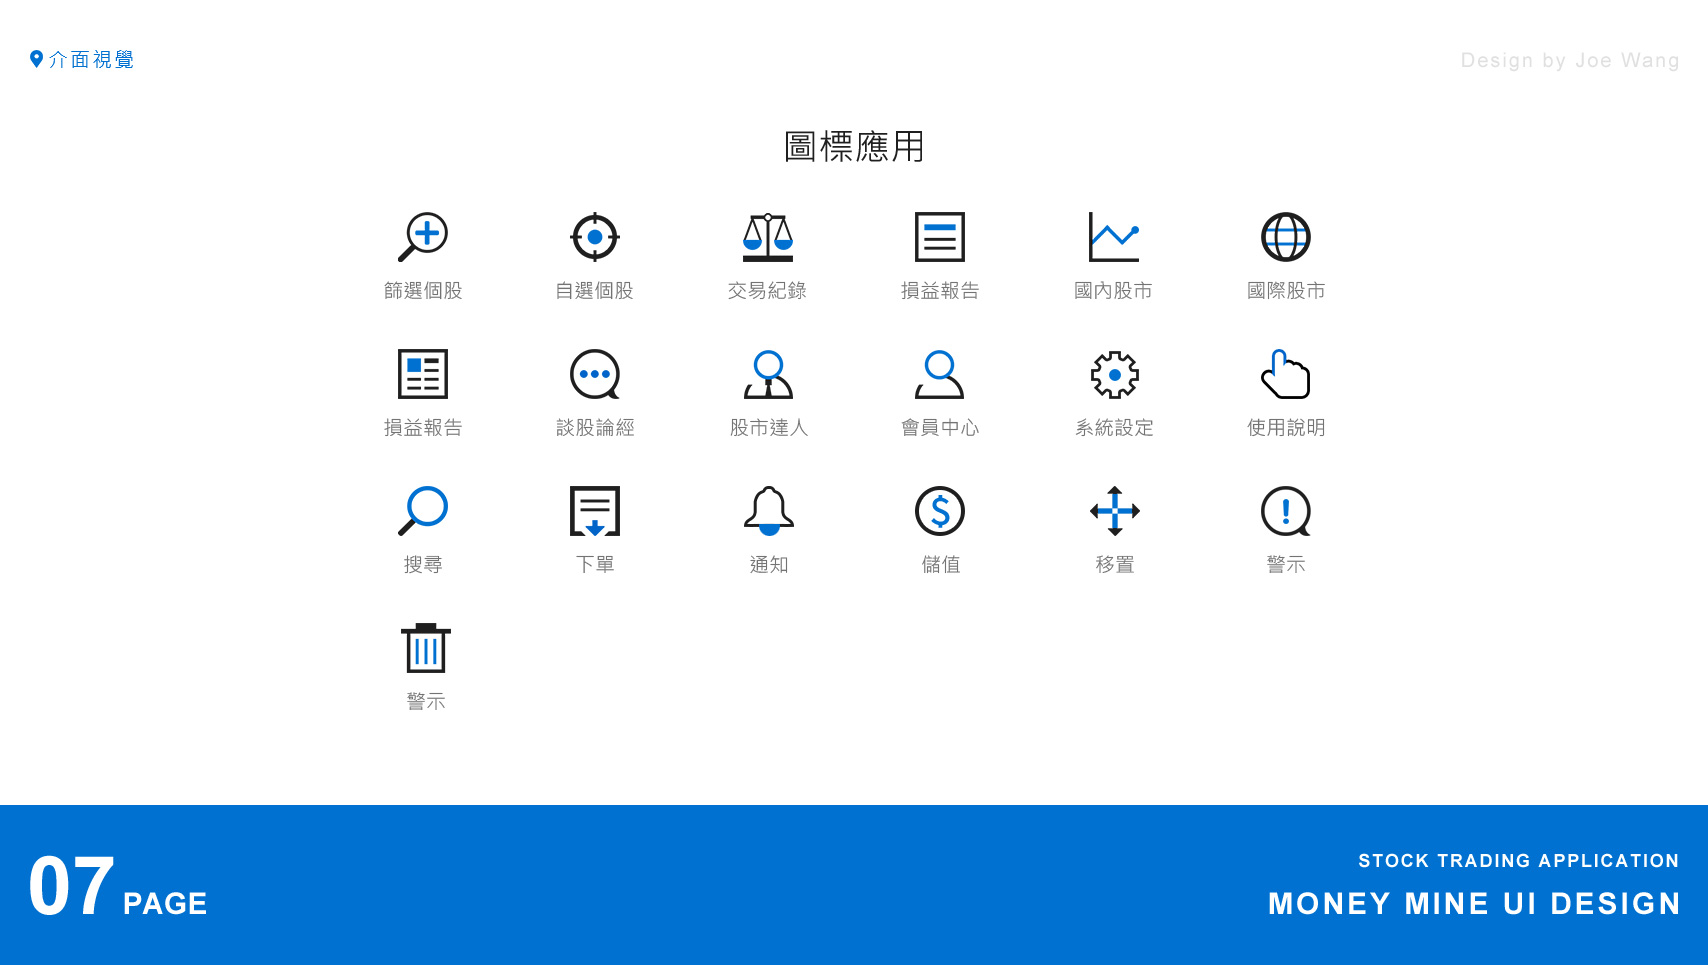 介面視覺
Design by Joe Wang
圖標應用
篩選個股
自選個股
交易紀錄
損益報告
國內股市
國際股市
損益報告
談股論經
股市達人
會員中心
系統設定
使用說明
搜尋
下單
通知
儲值
移置
警示
警示
07 PAGE
STOCK TRADING APPLICATION
MONEY MINE UI DESIGN